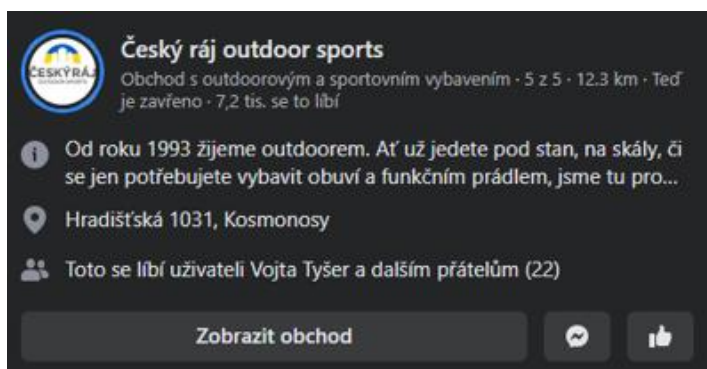 ČESKÝRÁJ
Český ráj outdoor sports
Obchod s outdoorovým a sportovním vybavením · 5 z 5 · 12.3 km · Teď
je zavřeno · 7,2 tis. se to líbí
Od roku 1993 žijeme outdoorem. Ať už jedete pod stan, na skály, či
se jen potřebujete vybavit obuví a funkčním prádlem, jsme tu pro...
Hradišťská 1031, Kosmonosy
Toto se líbí uživateli Vojta Tyšer a dalším přátelům (22)
Zobrazit obchod